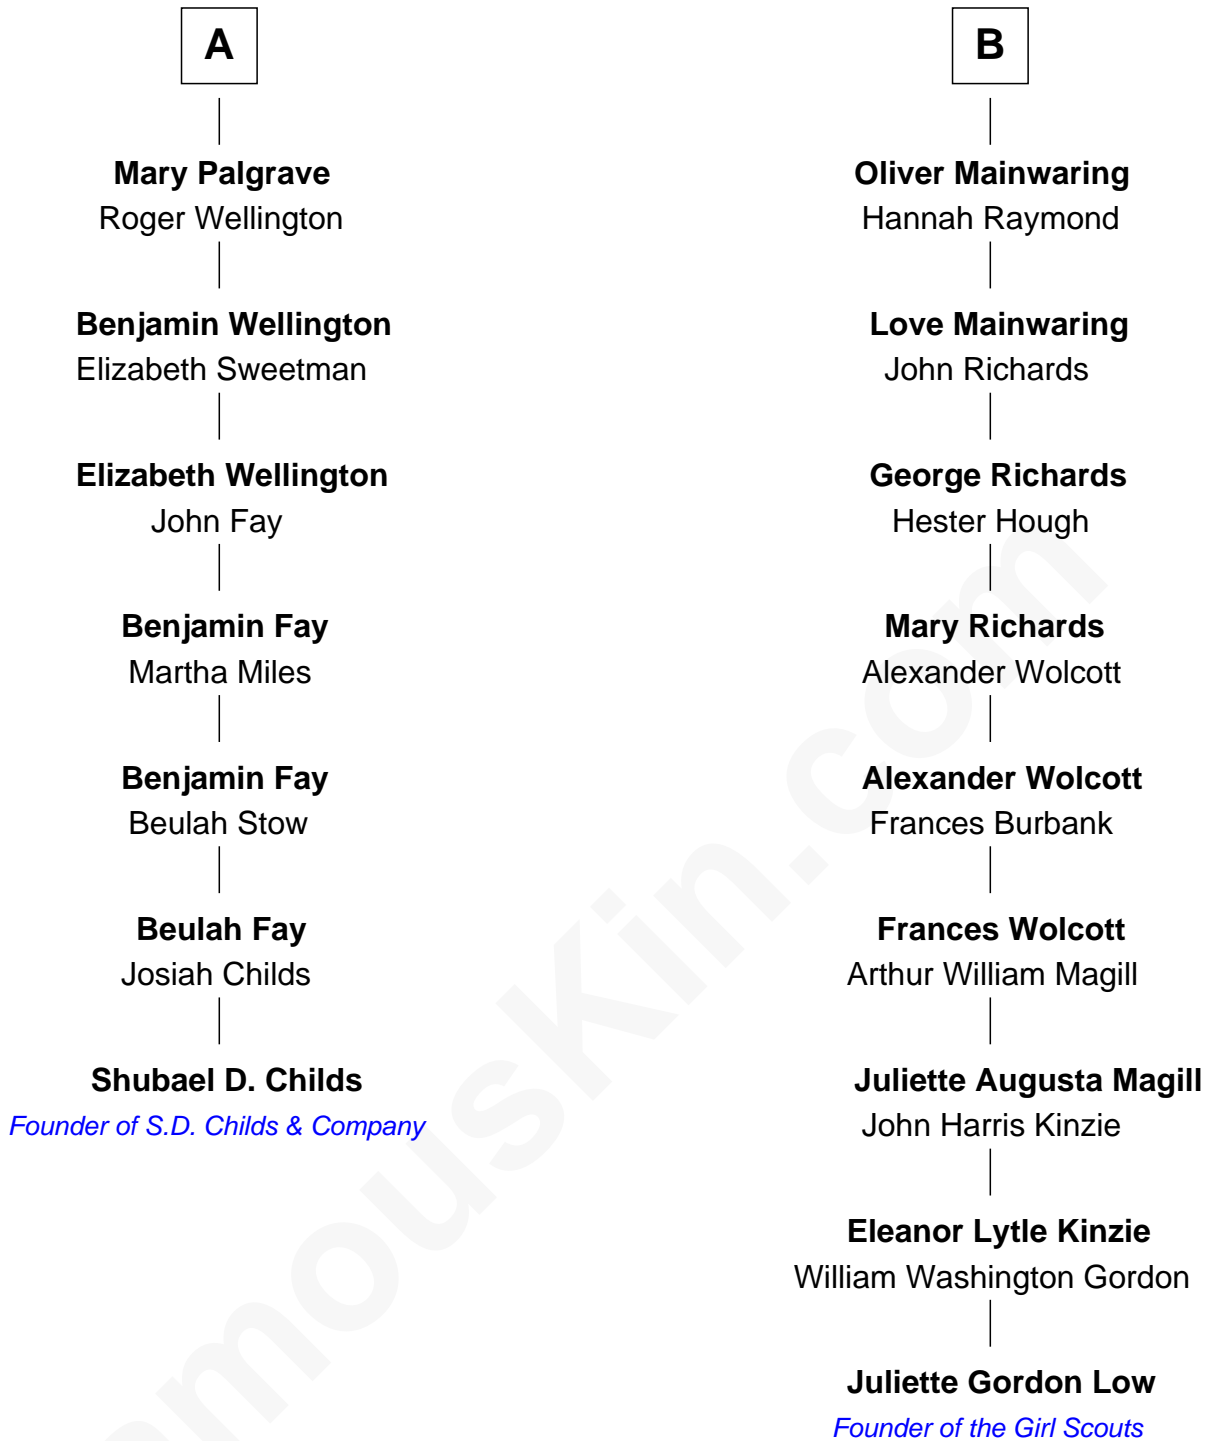 A
Mary Palgrave
Roger Wellington
Benjamin Wellington
Elizabeth Sweetman
Elizabeth Wellington
John Fay
Benjamin Fay
Martha Miles
Benjamin Fay
Beulah Stow
Beulah Fay
Josiah Childs
Shubael D. Childs
Founder of S.D. Childs & Company
B
Oliver Mainwaring
Hannah Raymond
Love Mainwaring
John Richards
George Richards
Hester Hough
Mary Richards
Alexander Wolcott
Alexander Wolcott
Frances Burbank
Frances Wolcott
Arthur William Magill
Juliette Augusta Magill
John Harris Kinzie
Eleanor Lytle Kinzie
William Washington Gordon
Juliette Gordon Low
Founder of the Girl Scouts
amousKin.com